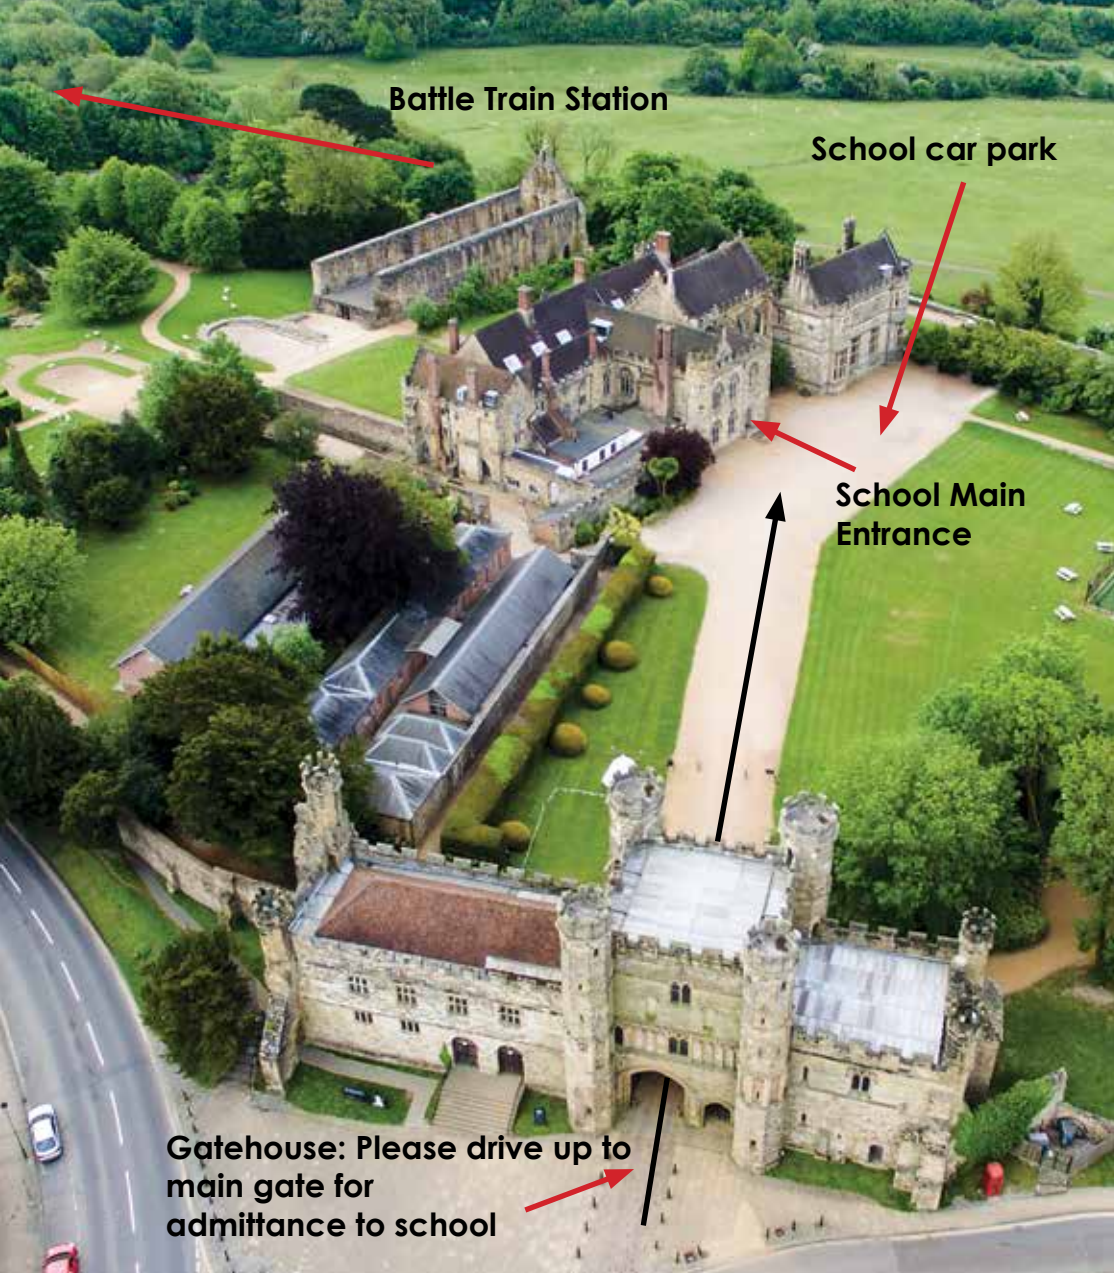 Battle Train Station
School car park
School Main
Entrance
Gatehouse: Please drive up to
main gate for
admittance to school